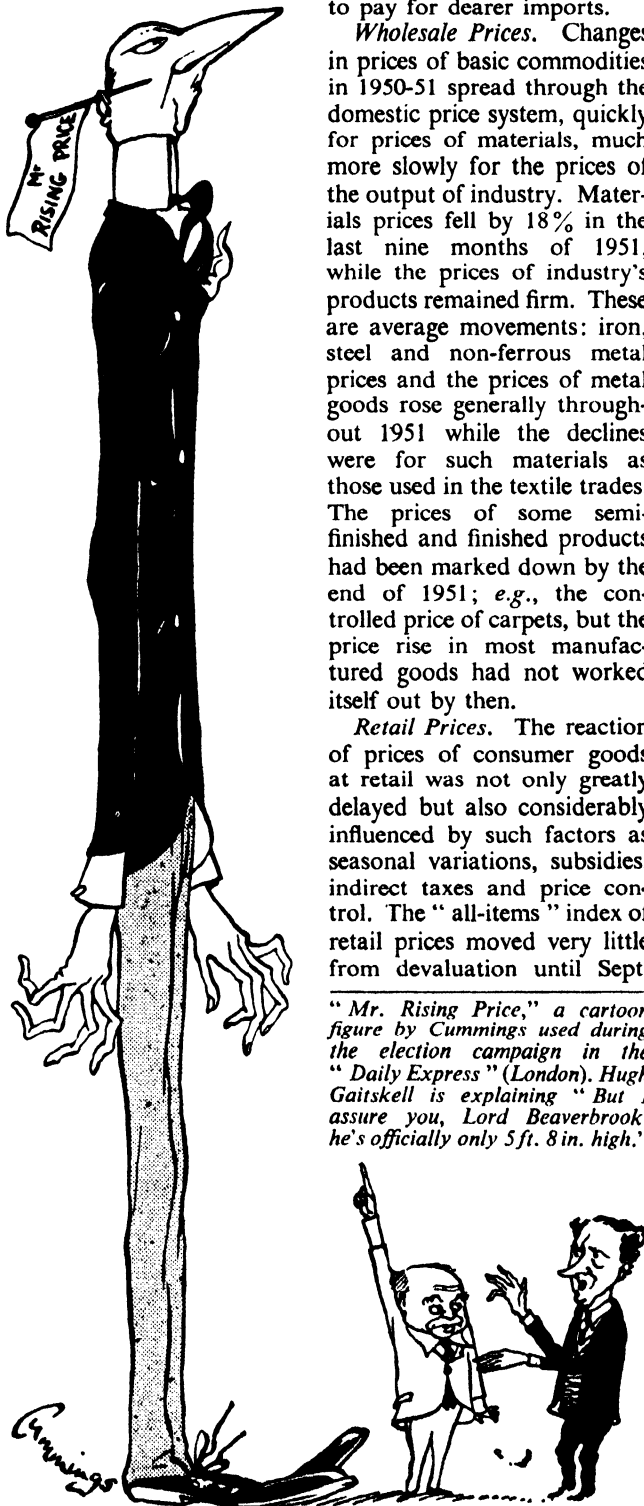 Mr
RISING PRICE
to pay for dearer imports.
Wholesale Prices. Changes
in prices of basic commodities
in 1950-51 spread through the
domestic price system, quickly
for prices of materials, much
more slowly for the prices of
the output of industry. Mater-
ials prices fell by 18% in the
last nine months of 1951,
while the prices of industry's
products remained firm. These
are average movements: iron,
steel and non-ferrous metal
prices and the prices of metal
goods rose generally through-
out 1951 while the declines
were for such materials as
those used in the textile trades
The prices of some semi-
finished and finished products
had been marked down by the
end of 1951; e.g., the con-
trolled price of carpets, but the
price rise in most manufac-
tured goods had not worked
itself out by then.
Retail Prices. The reaction
of prices of consumer goods
at retail was not only greatly
delayed but also considerably
influenced by such factors as
seasonal variations, subsidies,
indirect taxes and price con-
trol. The “ all-items ” index of
retail prices moved very little
from devaluation until Sept.
“ Mr. Rising Price,” a cartoon
figure by Cummings used during
the election campaign in the
“ Daily Express ” (London). Hugh
Gaitskell is explaining “ But I
assure you, Lord Beaverbrook,
he's officially only 5 ft. 8 in. high.”
Cummings